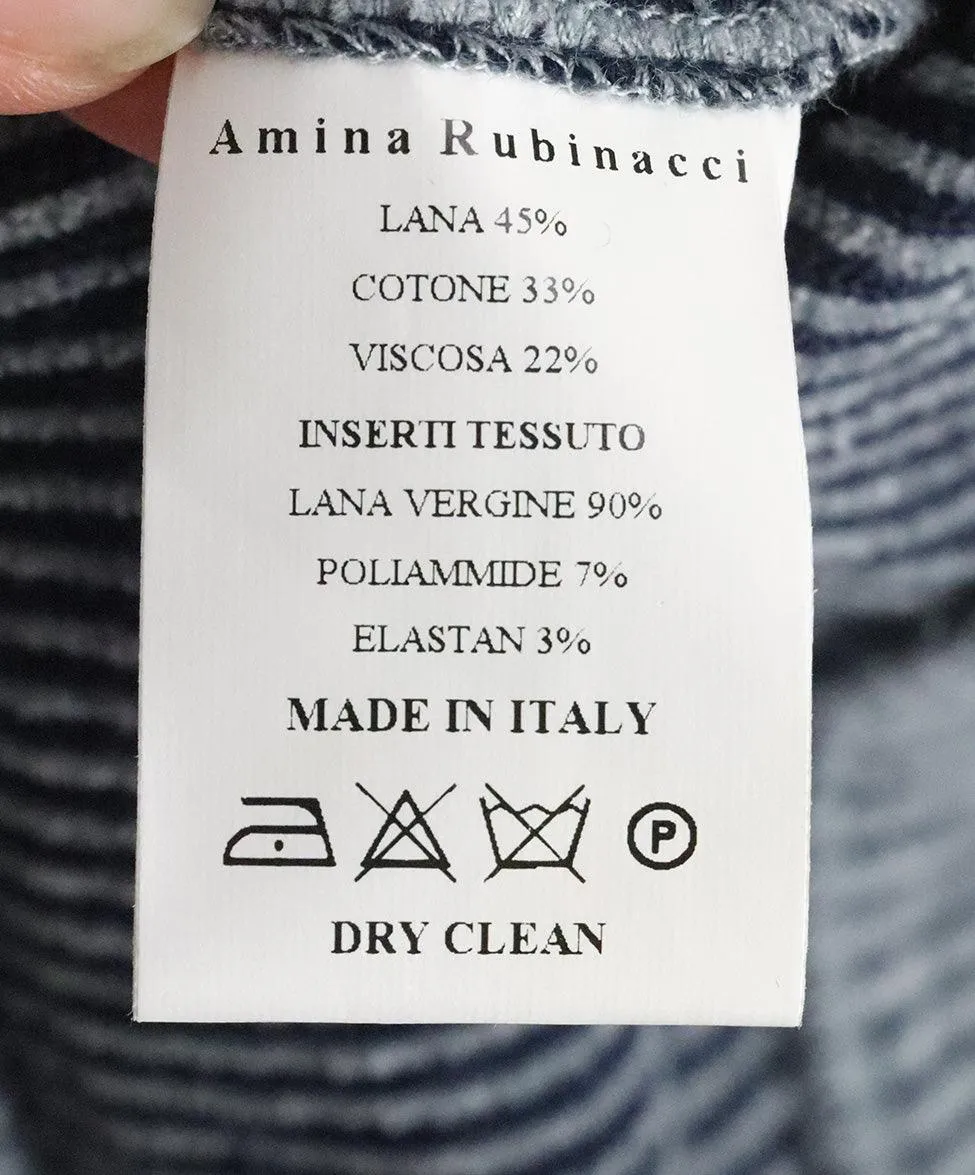 Amina Rubinacci
LANA 45%
COTONE 33%
VISCOSA 22%
INSERTI TESSUTO
LANA VERGINE 90%
POLIAMMIDE 7%
ELASTAN 3%
MADE IN ITALY
P
DRY CLEAN